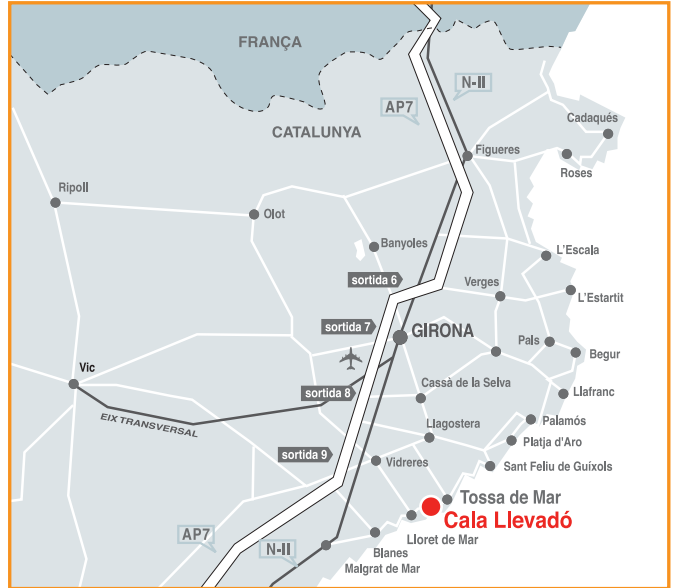 FRANÇA
N-II
AP7
Cadaqués
CATALUNYA
Figueres
Roses
Ripoll
Olot
Banyoles
L'Escala
sortida 6
Verges
L'Estartit
sortida 7
GIRONA
Pals
Begur
Vic
Cassà de la Selva
sortida 8
Llafranc
EIX TRANSVERSAL
Llagostera
Palamós
Platja d'Aro
sortida 9
Vidreres
Sant Feliu de Guíxols
Tossa de Mar
Cala Llevadó
AP7
Lloret de Mar
N-II
Blanes
Malgrat de Mar